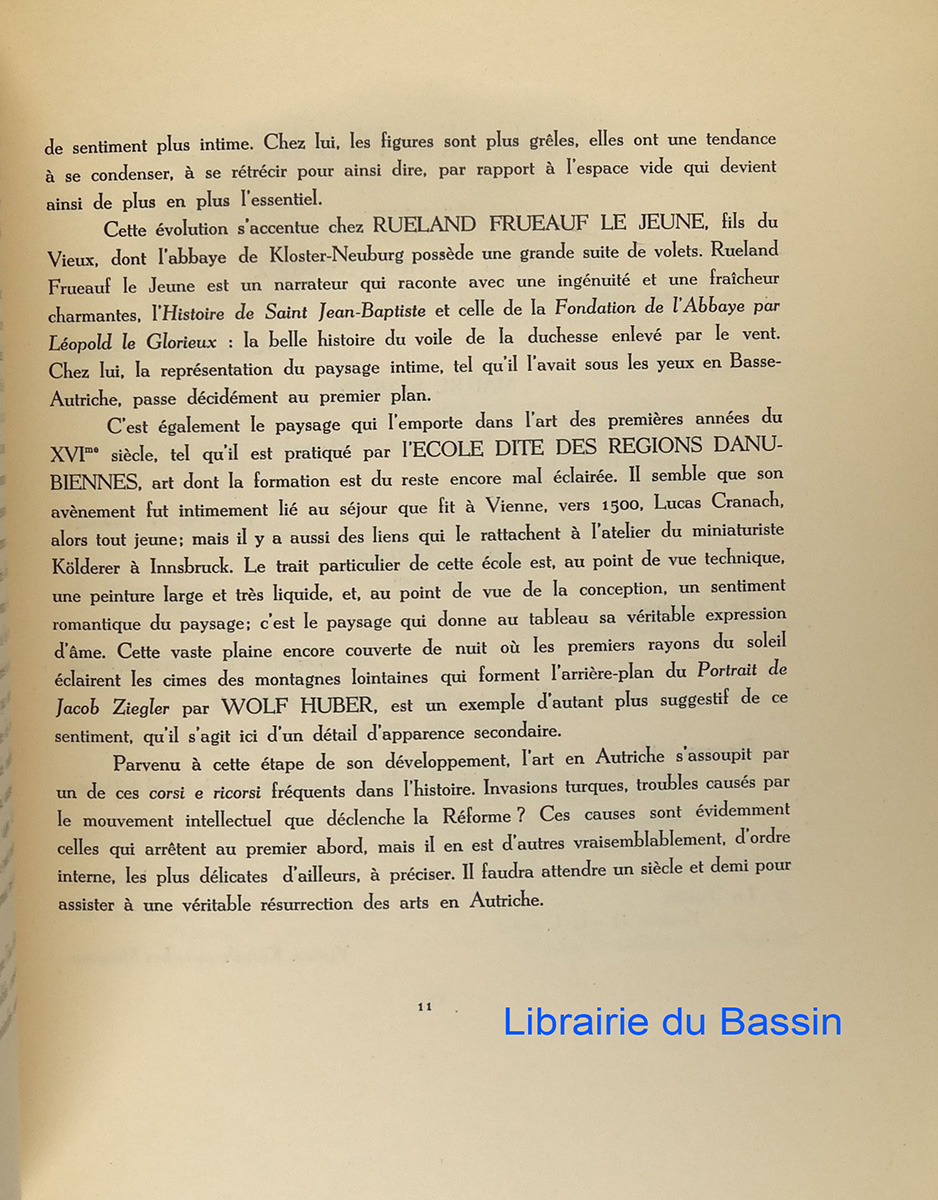 de sentiment plus intime. Chez lui, les figures sont plus grêles, elles ont une tendance
à se condenser, à se rétrécir pour ainsi dire, par rapport à l'espace vide qui devient
ainsi de plus en plus l'essentiel.
Cette évolution s'accentue chez RUELAND FRUEAUF LE JEUNE, fils du
Vieux, dont l'abbaye de Kloster-Neuburg possède une grande suite de volets. Rueland
Frueauf le Jeune est un narrateur qui raconte avec une ingénuité et une fraîcheur
charmantes, l'Histoire de Saint Jean-Baptiste et celle de la Fondation de l'Abbaye par
Léopold le Glorieux : la belle histoire du voile de la duchesse enlevé par le vent.
Chez lui, la représentation du paysage intime, tel qu'il l'avait sous les yeux en Basse-
Autriche, passe décidément au premier plan.
C'est également le paysage qui l'emporte dans l'art des premières années du
XVIme siècle, tel qu'il est pratiqué par l'ECOLE DITE DES REGIONS DANU-
BIENNES, art dont la formation est du reste encore mal éclairée. Il semble que son
avènement fut intimement lié au séjour que fit à Vienne, vers 1500, Lucas Cranach,
alors tout jeune; mais il y a aussi des liens qui le rattachent à l'atelier du miniaturiste
Kölderer à Innsbruck. Le trait particulier de cette école est, au point de vue technique,
une peinture large et très liquide, et, au point de vue de la conception, un sentiment
romantique du paysage; c'est le paysage qui donne au tableau sa véritable expression
d'âme. Cette vaste plaine encore couverte de nuit où les premiers rayons du soleil
éclairent les cimes des montagnes lointaines qui forment l'arrière-plan du Portrait de
Jacob Ziegler par WOLF HUBER, est un exemple d'autant plus suggestif de ce
sentiment, qu'il s'agit ici d'un détail d'apparence secondaire.
Parvenu à cette étape de son développement, l'art en Autriche s'assoupit par
un de ces corsi e ricorsi fréquents dans l'histoire. Invasions turques, troubles causés par
le mouvement intellectuel que déclenche la Réforme ? Ces causes sont évidemment
celles qui arrêtent au premier abord, mais il en est d'autres vraisemblablement, d'ordre
interne, les plus délicates d'ailleurs, à préciser. Il faudra attendre un siècle et demi pour
assister à une véritable résurrection des arts en Autriche.
11
Librairie du Bassin